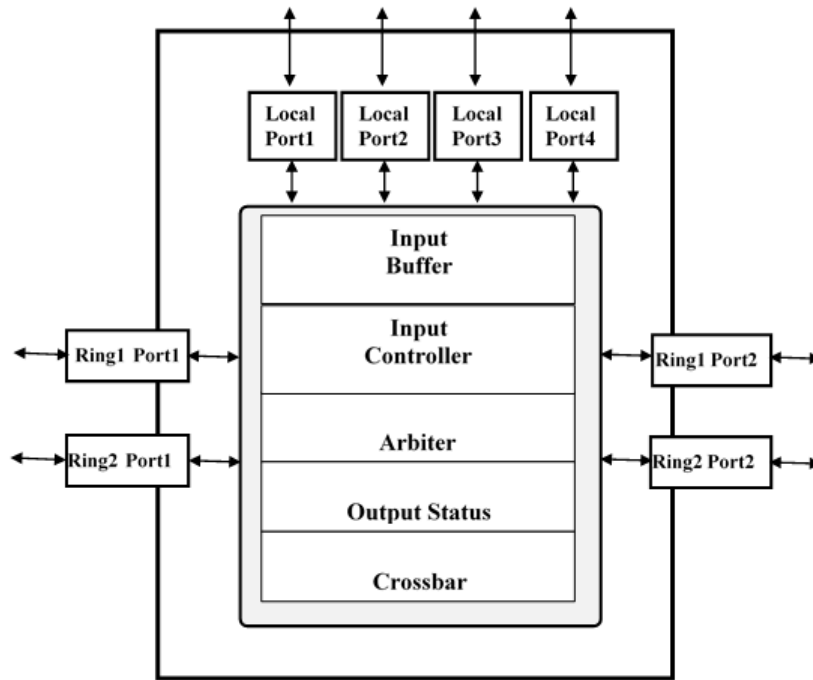 Local
Port1
Local
Port2
Local
Port3
Local
Port4
Input
Buffer
Input
Controller
Arbiter
Output Status
Crossbar
Ring1 Port1
Ring2 Port1
Ring1 Port2
Ring2 Port2